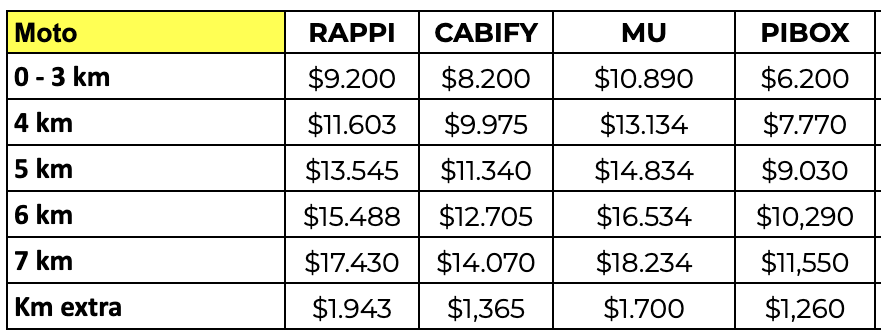 Moto RAPPI CABIFY MU PIBOX
0 - 3 km $9.200 $8.200 $10.890 $6.200
4 km $11.603 $9.975 $13.134 $7.770
5 km $13.545 $11.340 $14.834 $9.030
6 km $15.488 $12.705 $16.534 $10,290
7 km $17.430 $14.070 $18.234 $11,550
Km extra $1.943 $1,365 $1.700 $1,260